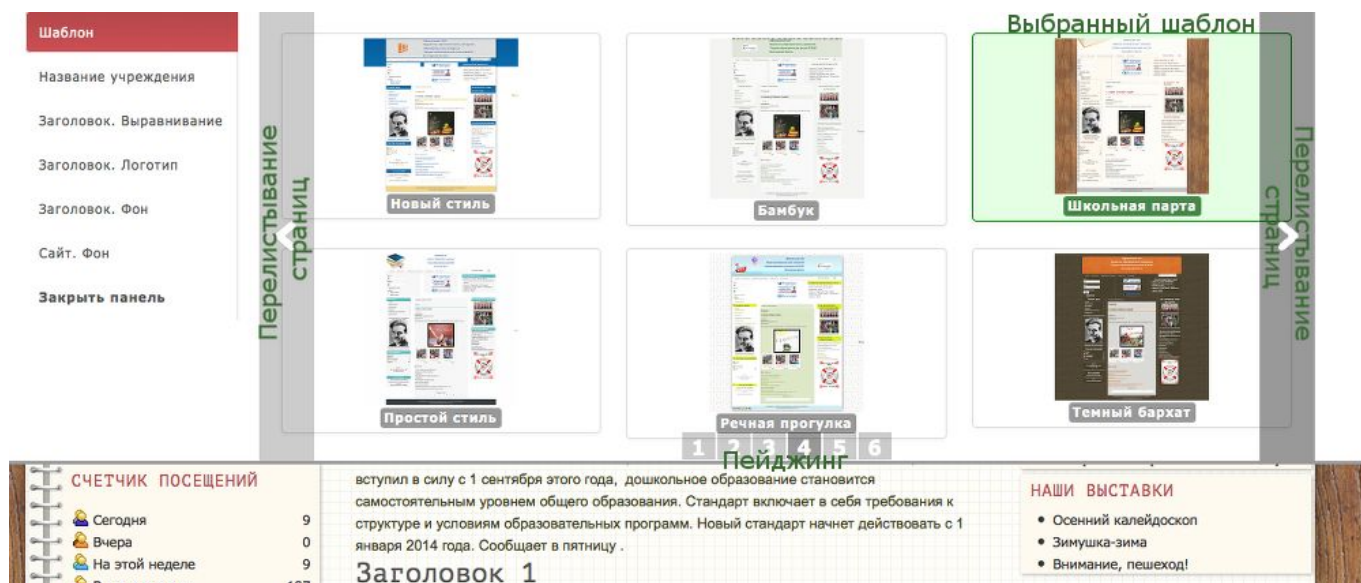 Шаблон
Название учреждения
Заголовок. Выравнивание
Заголовок. Логотип
Заголовок. Фон
Сайт. Фон
Закрыть панель
Перелистывание
страниц
Выбранный шаблон
Новый стиль
Бамбук
Школьная парта
Простой стиль
Речная прогулка
Темный бархат
Перелистывание
страниц
1 2 3 4 5 6
Пейджинг
СЧЕТЧИК ПОСЕЩЕНИЙ
Сегодня 9
Вчера 0
На этой неделе 9
вступил в силу с 1 сентября этого года, дошкольное образование становится
самостоятельным уровнем общего образования. Стандарт включает в себя требования к
структуре и условиям образовательных программ. Новый стандарт начнет действовать с 1
января 2014 года. Сообщает в пятницу .
Заголовок 1
НАШИ ВЫСТАВКИ
Осенний калейдоскоп
Зимушка-зима
Внимание, пешеход!